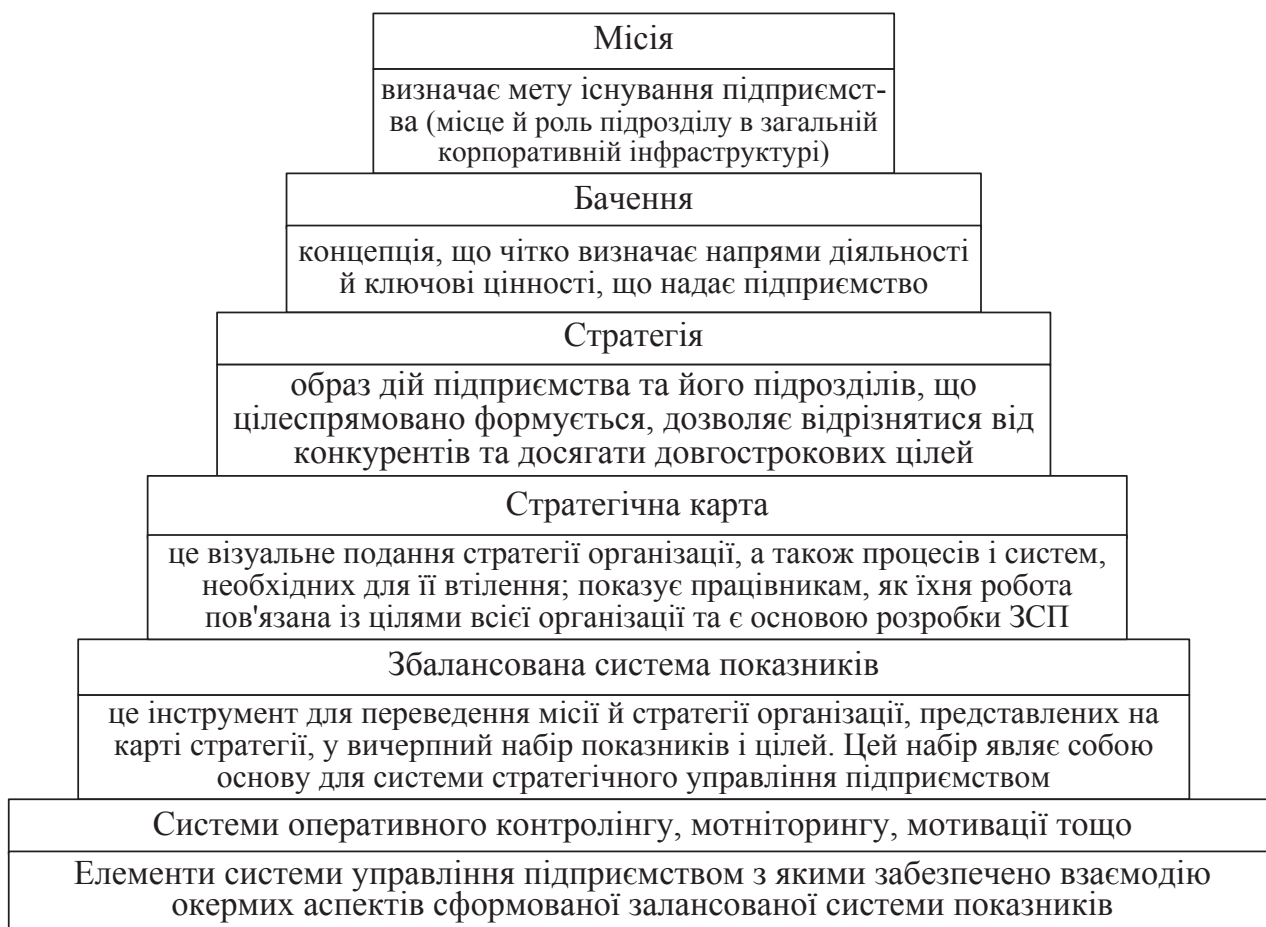 Місія
визначає мету існування підприємст-
ва (місце й роль підрозділу в загальній
корпоративній інфраструктурі)
Бачення
концепція, що чітко визначає напрями діяльності
й ключові цінності, що надає підприємство
Стратегія
образ дій підприємства та його підрозділів, що
цілеспрямовано формується, дозволяє відрізнятися від
конкурентів та досягати довгострокових цілей
Стратегічна карта
це візуальне подання стратегії організації, а також процесів і систем,
необхідних для її втілення; показує працівникам, як їхня робота
пов'язана із цілями всієї організації та є основою розробки ЗСП
Збалансована система показників
це інструмент для переведення місії й стратегії організації, представлених на
карті стратегії, у вичерпний набір показників і цілей. Цей набір являє собою
основу для системи стратегічного управління підприємством
Системи оперативного контролінгу, мотніторингу, мотивації тощо
Елементи системи управління підприємством з якими забезпечено взаємодію
окермих аспектів сформованої залансованої системи показників